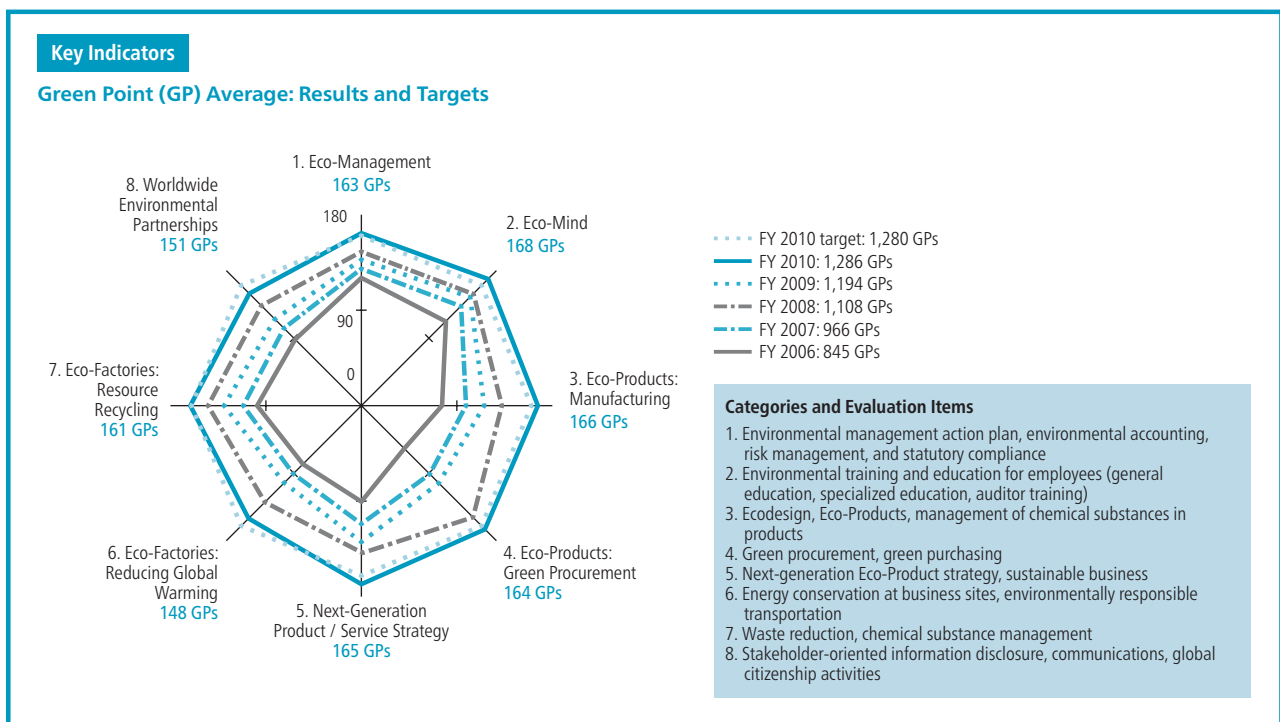 Key Indicators
Green Point (GP) Average: Results and Targets
1. Eco-Management
163 GPs
8. Worldwide
Environmental
Partnerships
151 GPs
180
2. Eco-Mind
168 GPs
90
0
7. Eco-Factories:
Resource
Recycling
161 GPs
3. Eco-Products:
Manufacturing
166 GPs
6. Eco-Factories:
Reducing Global
Warming
148 GPs
4. Eco-Products:
Green Procurement
164 GPs
5. Next-Generation
Product / Service Strategy
165 GPs
FY 2010 target: 1,280 GPs
FY 2010: 1,286 GPs
FY 2009: 1,194 GPs
FY 2008: 1,108 GPs
FY 2007: 966 GPs
FY 2006: 845 GPs
Categories and Evaluation Items
1. Environmental management action plan, environmental accounting,
risk management, and statutory compliance
2. Environmental training and education for employees (general
education, specialized education, auditor training)
3. Ecodesign, Eco-Products, management of chemical substances in
products
4. Green procurement, green purchasing
5. Next-generation Eco-Product strategy, sustainable business
6. Energy conservation at business sites, environmentally responsible
transportation
7. Waste reduction, chemical substance management
8. Stakeholder-oriented information disclosure, communications, global
citizenship activities